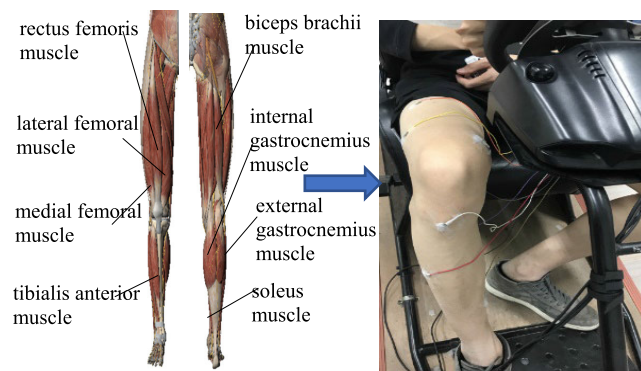 rectus femoris
muscle
lateral femoral
muscle
medial femoral
muscle
tibialis anterior
muscle
biceps brachii
muscle
internal
gastrocnemius
muscle
external
gastrocnemius
muscle
soleus
muscle